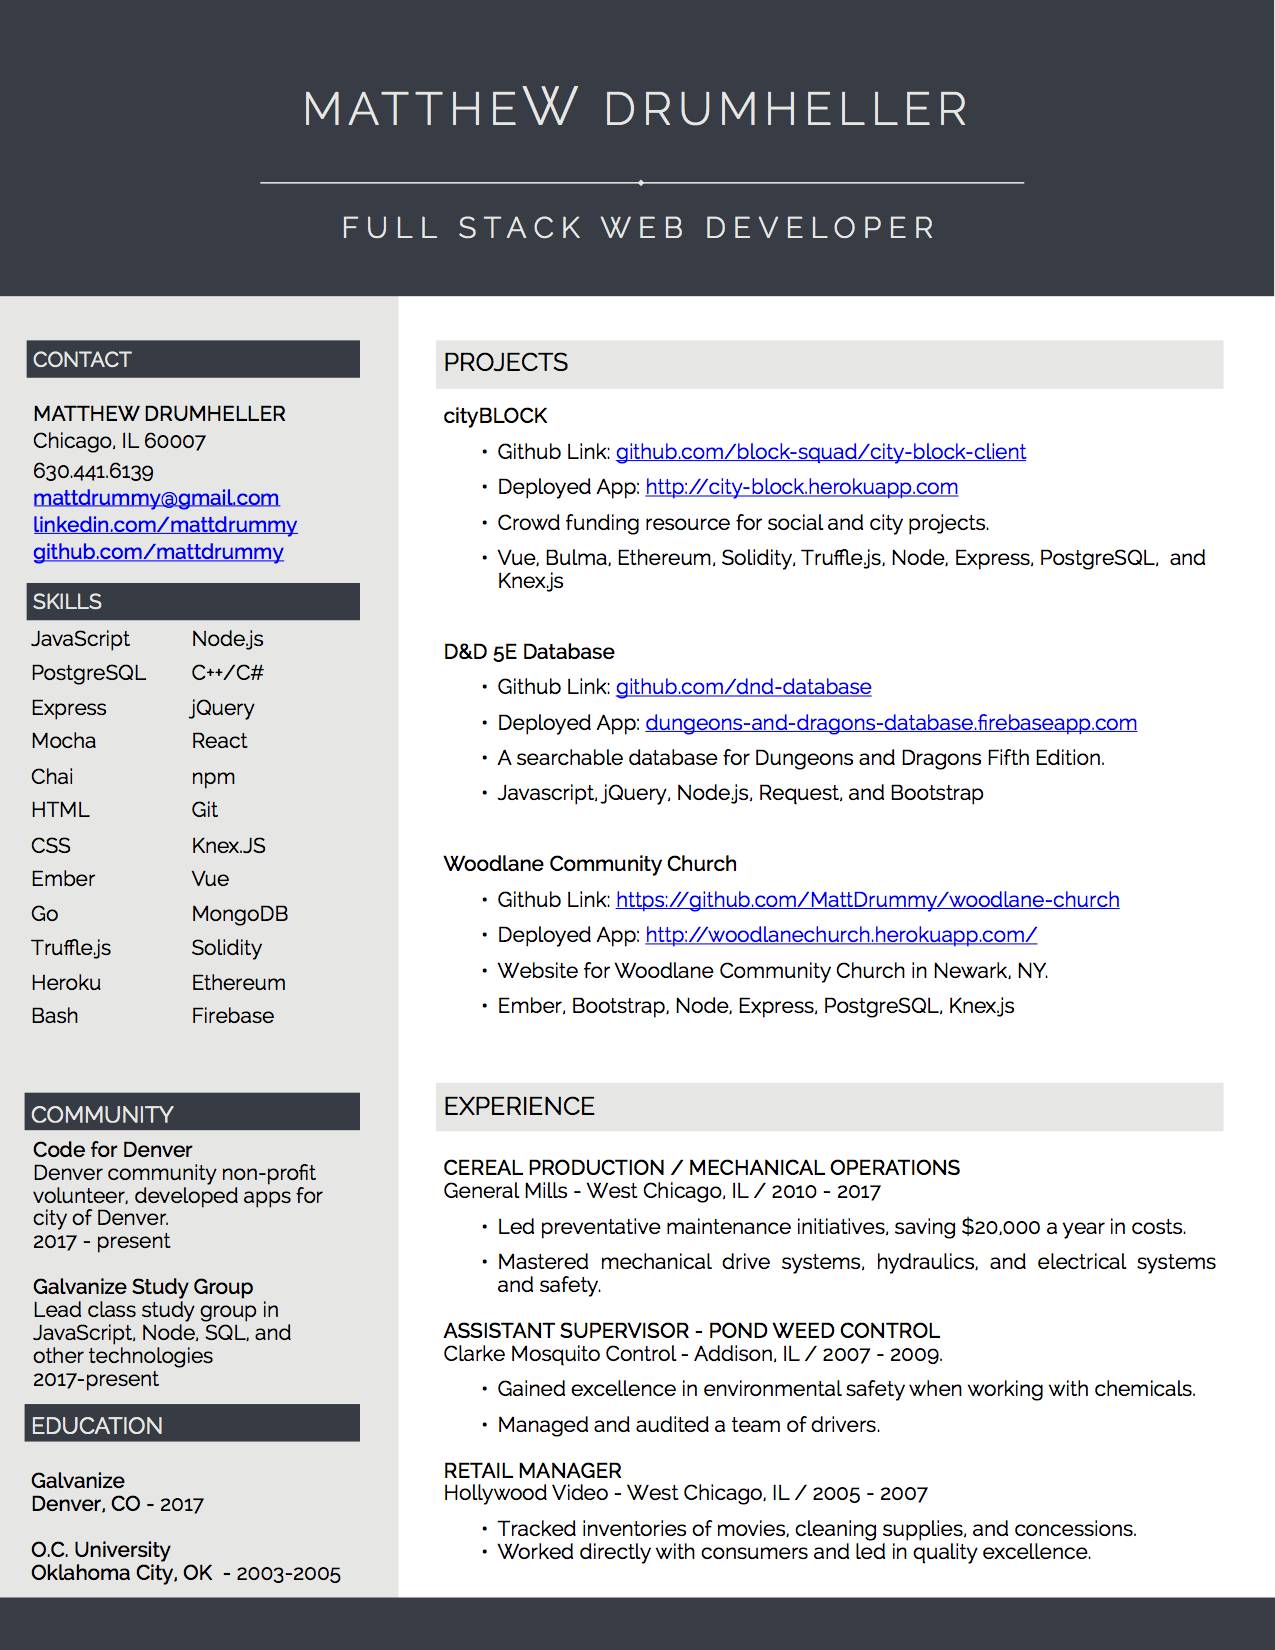 MATTHEW DRUMHELLER
FULL STACK WEB DEVELOPER
CONTACT
MATTHEW DRUMHELLER
Chicago, IL 60007
630.441.6139
mattdrummy@gmail.com
linkedin.com/mattdrummy
github.com/mattdrummy
SKILLS
JavaScript Node.js
PostgreSQL C++/C#
Express jQuery
Mocha React
Chai npm
HTML Git
CSS Knex.JS
Ember Vue
Go MongoDB
Truffle.js Solidity
Heroku Ethereum
Bash Firebase
COMMUNITY
Code for Denver
Denver community non-profit
volunteer, developed apps for
city of Denver.
2017 - present
Galvanize Study Group
Lead class study group in
JavaScript, Node, SQL, and
other technologies
2017-present
EDUCATION
Galvanize
Denver, CO - 2017
O.C. University
Oklahoma City, OK - 2003-2005
PROJECTS
cityBLOCK
• Github Link: github.com/block-squad/city-block-client
• Deployed App: http://city-block.herokuapp.com
• Crowd funding resource for social and city projects.
• Vue, Bulma, Ethereum, Solidity, Truffle.js, Node, Express, PostgreSQL, and
Knex.js
D&D 5E Database
• Github Link: github.com/dnd-database
• Deployed App: dungeons-and-dragons-database.firebaseapp.com
• A searchable database for Dungeons and Dragons Fifth Edition.
• Javascript, jQuery, Node.js, Request, and Bootstrap
Woodlane Community Church
• Github Link: https://github.com/MattDrummy/woodlane-church
• Deployed App: http://woodlanechurch.herokuapp.com/
• Website for Woodlane Community Church in Newark, NY.
• Ember, Bootstrap, Node, Express, PostgreSQL, Knex.js
EXPERIENCE
CEREAL PRODUCTION / MECHANICAL OPERATIONS
General Mills - West Chicago, IL / 2010 - 2017
• Led preventative maintenance initiatives, saving $20,000 a year in costs.
• Mastered mechanical drive systems, hydraulics, and electrical systems
and safety.
ASSISTANT SUPERVISOR - POND WEED CONTROL
Clarke Mosquito Control - Addison, IL / 2007 - 2009.
• Gained excellence in environmental safety when working with chemicals.
• Managed and audited a team of drivers.
RETAIL MANAGER
Hollywood Video - West Chicago, IL / 2005 - 2007
• Tracked inventories of movies, cleaning supplies, and concessions.
• Worked directly with consumers and led in quality excellence.